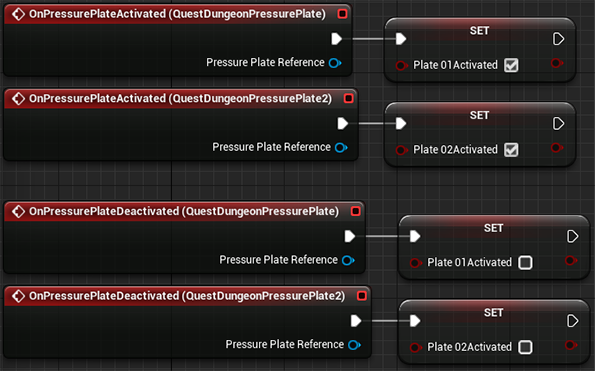 OnPressurePlateActivated (QuestDungeonPressurePlate)
SET
Pressure Plate Reference
Plate 01Activated
OnPressurePlateActivated (QuestDungeonPressurePlate2)
SET
Pressure Plate Reference
Plate 02Activated
OnPressurePlateDeactivated (QuestDungeonPressurePlate)
SET
Pressure Plate Reference
Plate 01Activated
OnPressurePlateDeactivated (QuestDungeonPressurePlate2)
SET
Pressure Plate Reference
Plate 02Activated